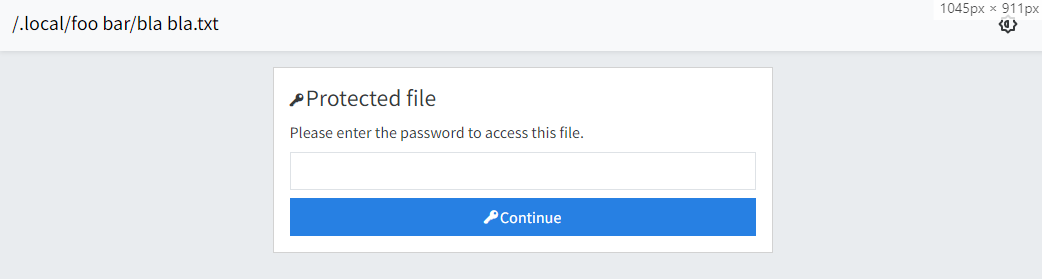 /.local/foo bar/bla bla.txt
1045px × 911px
Protected file
Please enter the password to access this file.
Continue